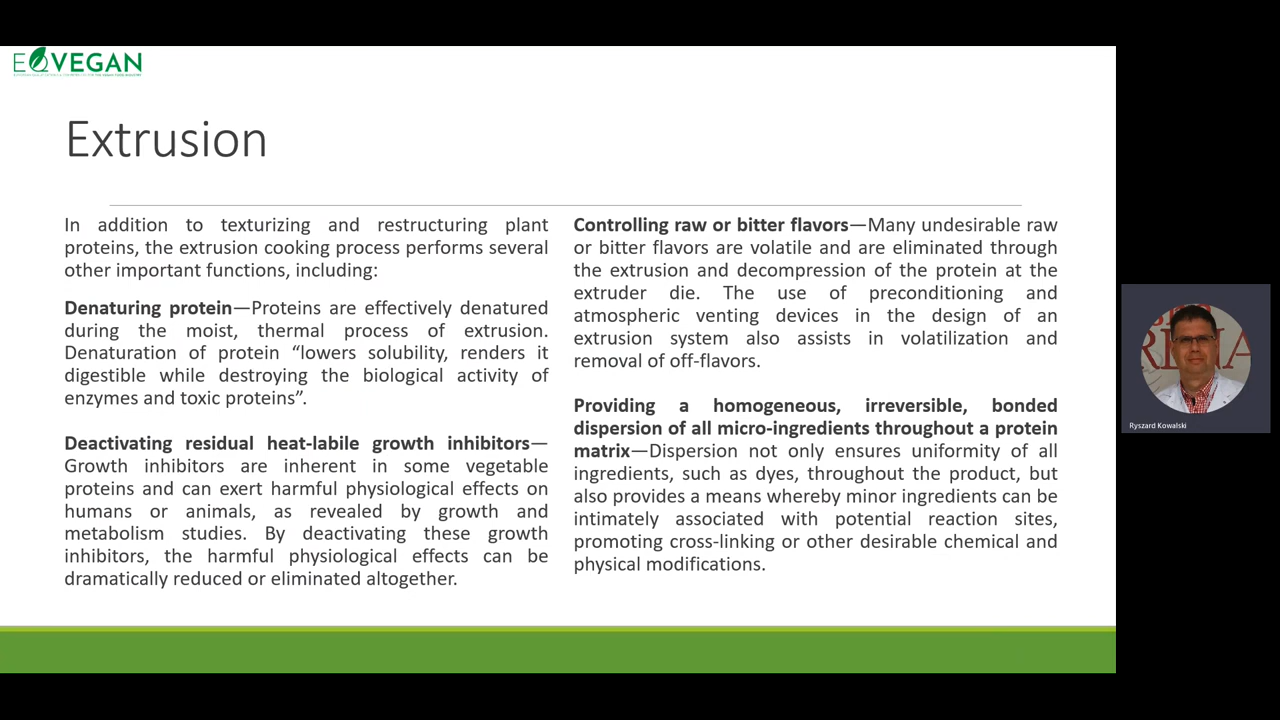 EQVEGAN
Extrusion
In addition to texturizing and restructuring plant
proteins, the extrusion cooking process performs several
other important functions, including:
Denaturing protein—Proteins are effectively denatured
during the moist, thermal process of extrusion.
Denaturation of protein “lowers solubility, renders it
digestible while destroying the biological activity of
enzymes and toxic proteins”.
Deactivating residual heat-labile growth inhibitors—
Growth inhibitors are inherent in some vegetable
proteins and can exert harmful physiological effects on
humans or animals, as revealed by growth and
metabolism studies. By deactivating these growth
inhibitors, the harmful physiological effects can be
dramatically reduced or eliminated altogether.
Controlling raw or bitter flavors—Many undesirable raw
or bitter flavors are volatile and are eliminated through
the extrusion and decompression of the protein at the
extruder die. The use of preconditioning and
atmospheric venting devices in the design of an
extrusion system also assists in volatilization and
removal of off-flavors.
Providing a homogeneous, irreversible, bonded
dispersion of all micro-ingredients throughout a protein
matrix—Dispersion not only ensures uniformity of all
ingredients, such as dyes, throughout the product, but
also provides a means whereby minor ingredients can be
intimately associated with potential reaction sites,
promoting cross-linking or other desirable chemical and
physical modifications.
Ryszard Kowalski